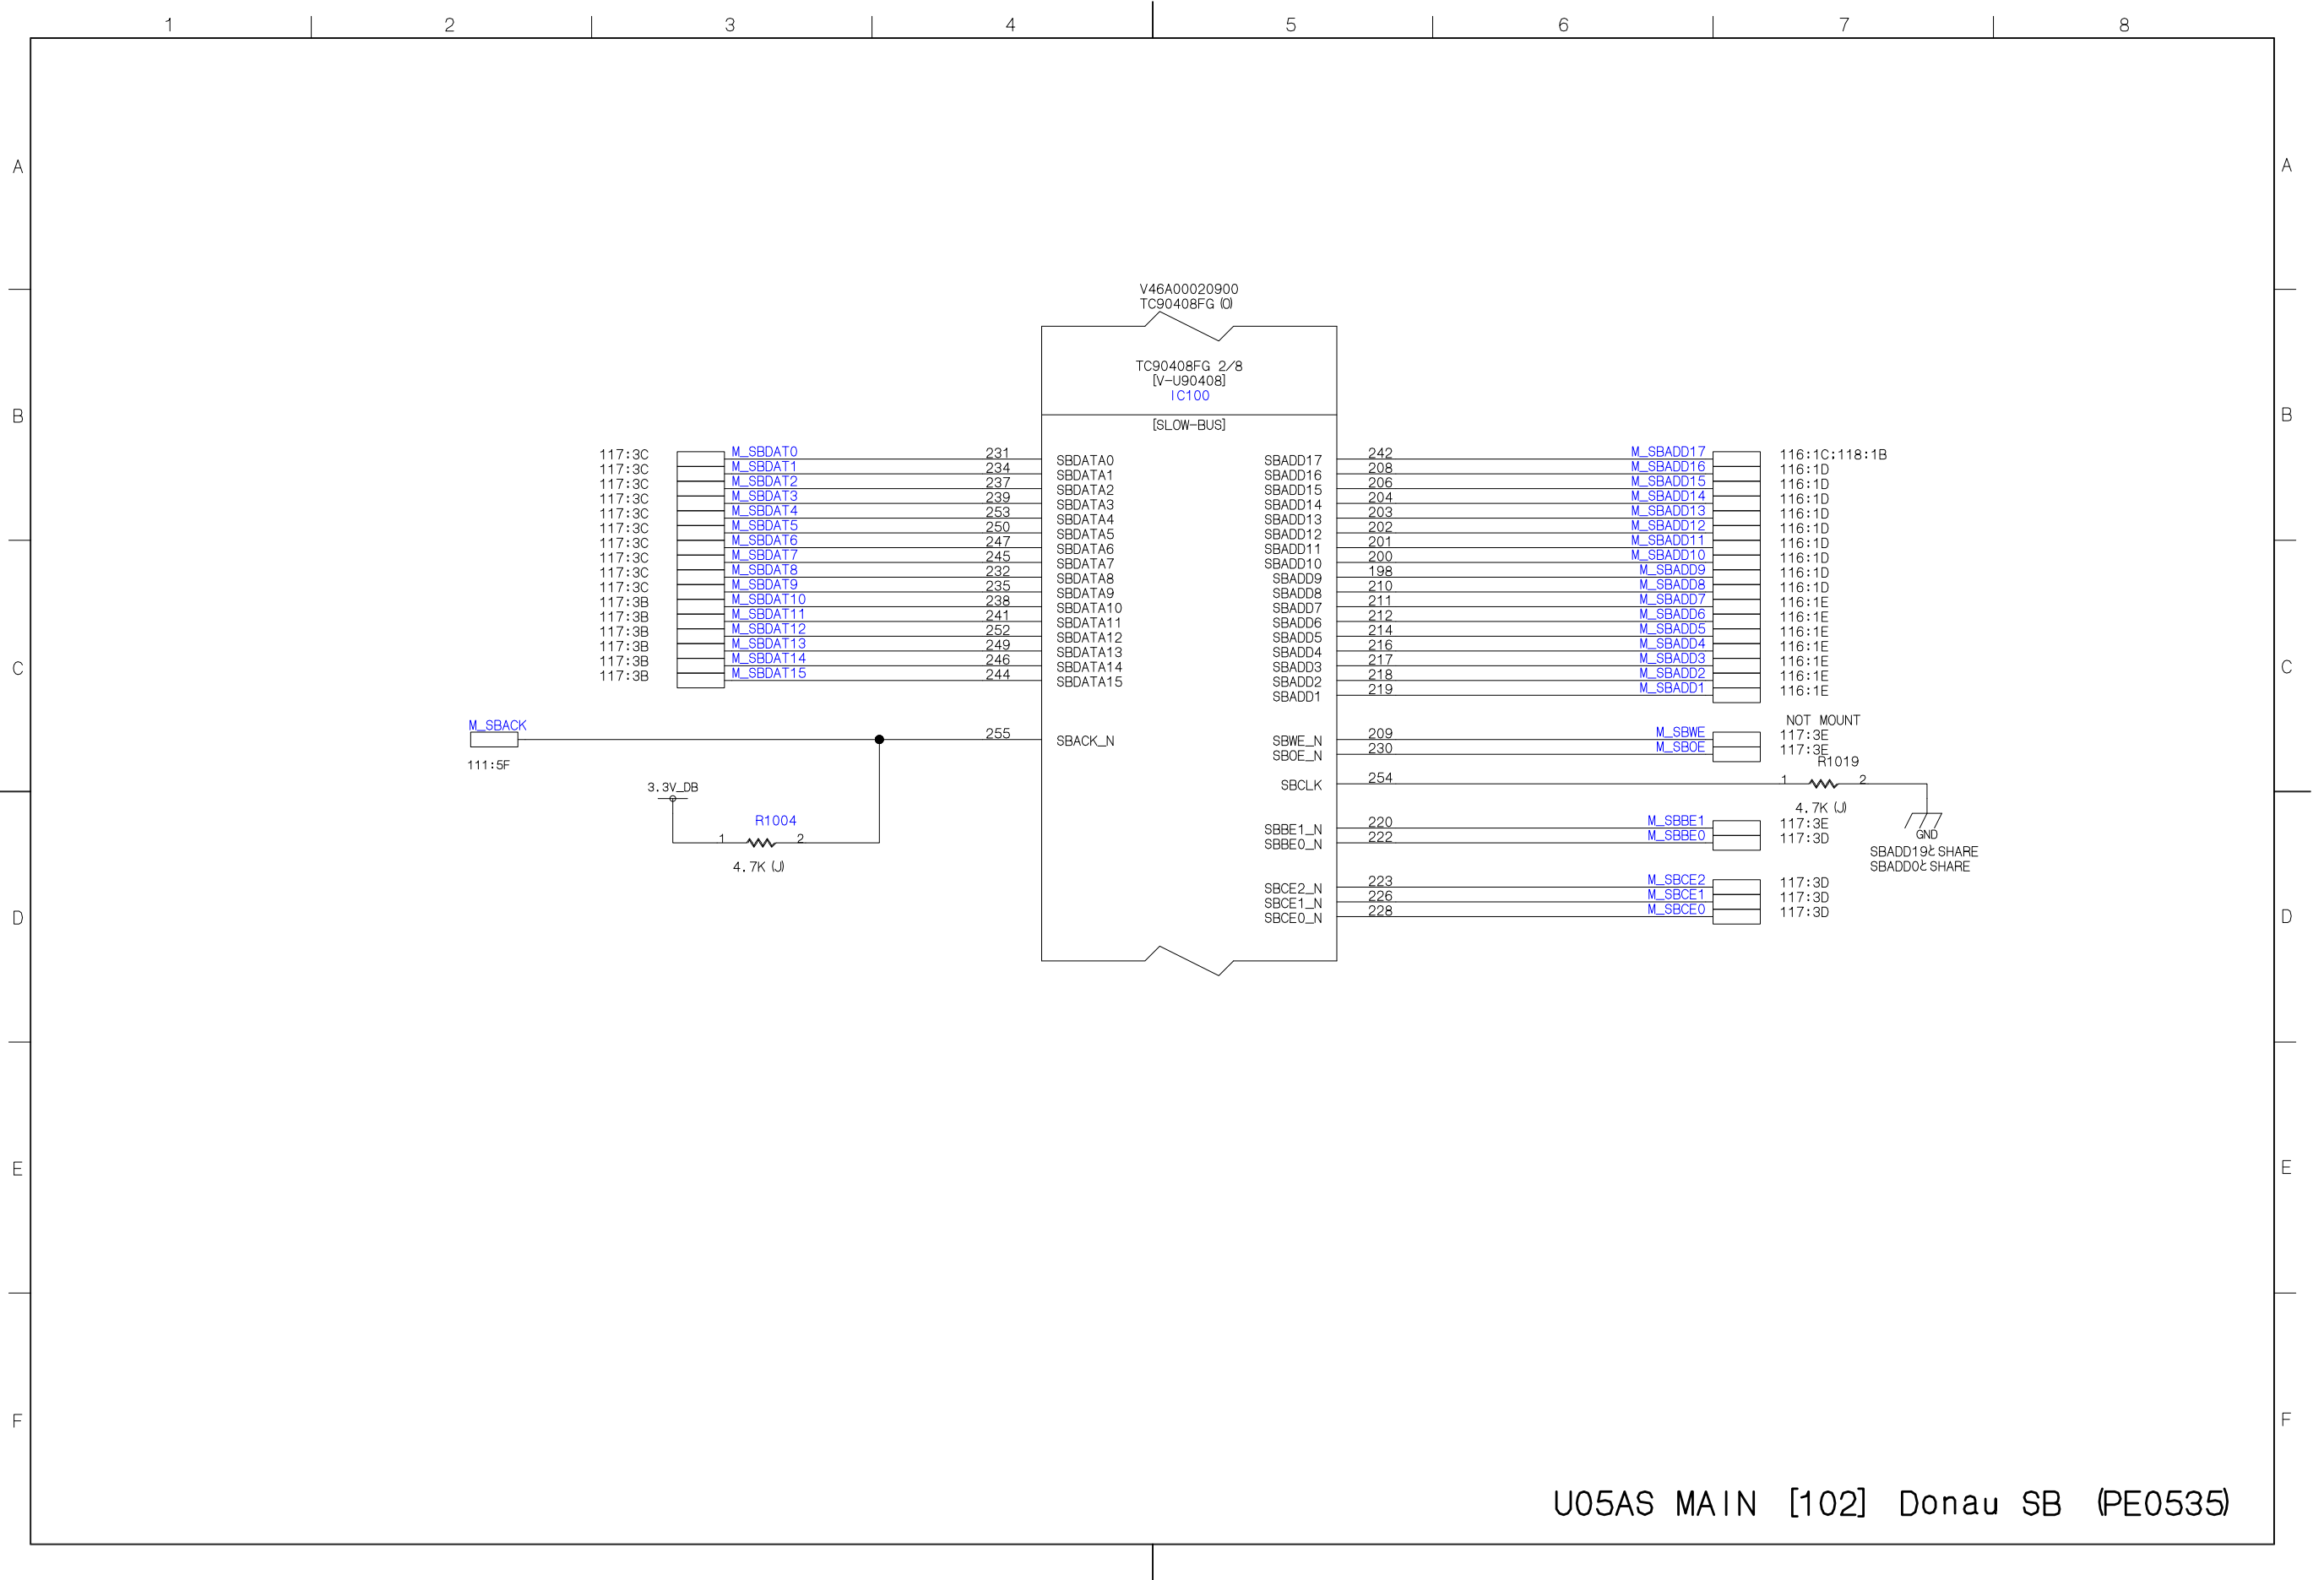 1 2 3 4 5 6 7 8
A A
V46A00020900
TC90408FG (O)
TC90408FG 2/8
[V-U90408]
IC100
B B
[SLOW-BUS]
117:3C M_SBDAT0 231 SBDATA0 SBADD17 242 M_SBADD17 116:1C;118:1B
117:3C M_SBDAT1 234 SBDATA1 SBADD16 208 M_SBADD16 116:1D
117:3C M_SBDAT2 237 SBDATA2 SBADD15 206 M_SBADD15 116:1D
117:3C M_SBDAT3 239 SBDATA3 SBADD14 204 M_SBADD14 116:1D
117:3C M_SBDAT4 253 SBDATA4 SBADD13 203 M_SBADD13 116:1D
117:3C M_SBDAT5 250 SBDATA5 SBADD12 202 M_SBADD12 116:1D
117:3C M_SBDAT6 247 SBDATA6 SBADD11 201 M_SBADD11 116:1D
117:3C M_SBDAT7 245 SBDATA7 SBADD10 200 M_SBADD10 116:1D
117:3C M_SBDAT8 232 SBDATA8 SBADD9 198 M_SBADD9 116:1D
117:3C M_SBDAT9 235 SBDATA9 SBADD8 210 M_SBADD8 116:1D
117:3B M_SBDAT10 238 SBDATA10 SBADD7 211 M_SBADD7 116:1E
117:3B M_SBDAT11 241 SBDATA11 SBADD6 212 M_SBADD6 116:1E
117:3B M_SBDAT12 252 SBDATA12 SBADD5 214 M_SBADD5 116:1E
117:3B M_SBDAT13 249 SBDATA13 SBADD4 216 M_SBADD4 116:1E
117:3B M_SBDAT14 246 SBDATA14 SBADD3 217 M_SBADD3 116:1E
117:3B M_SBDAT15 244 SBDATA15 SBADD2 218 M_SBADD2 116:1E
SBADD1 219 M_SBADD1 116:1E
C C
NOT MOUNT
M_SBACK 255 SBACK_N SBWE_N 209 M_SBWE 117:3E
SBOE_N 230 M_SBOE 117:3E
111:5F
R1019
SBCLK 254 1 2
3.3V_DB
4.7K (J)
R1004
SBBE1_N 220 M_SBBE1 117:3E
GND
1 2
SBBE0_N 222 M_SBBE0 117:3D
SBADD19と SHARE
4.7K (J)
SBADD0と SHARE
SBCE2_N 223 M_SBCE2 117:3D
SBCE1_N 226 M_SBCE1 117:3D
SBCE0_N 228 M_SBCE0 117:3D
D D
E E
F F
U05AS MAIN [102] Donau SB (PE0535)